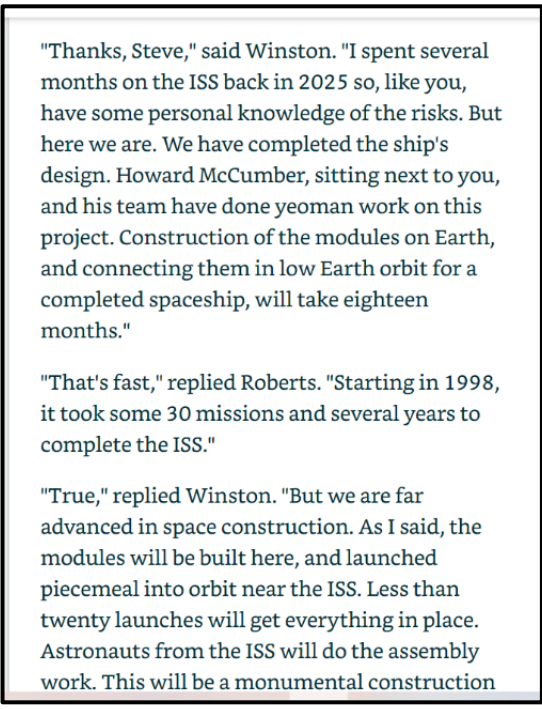 "Thanks, Steve," said Winston. "I spent several
months on the ISS back in 2025 so, like you,
have some personal knowledge of the risks. But
here we are. We have completed the ship's
design. Howard McCumber, sitting next to you,
and his team have done yeoman work on this
project. Construction of the modules on Earth,
and connecting them in low Earth orbit for a
completed spaceship, will take eighteen
months."
"That's fast," replied Roberts. "Starting in 1998,
it took some 30 missions and several years to
complete the ISS."
"True," replied Winston. "But we are far
advanced in space construction. As I said, the
modules will be built here, and launched
piecemeal into orbit near the ISS. Less than
twenty launches will get everything in place.
Astronauts from the ISS will do the assembly
work. This will be a monumental construction